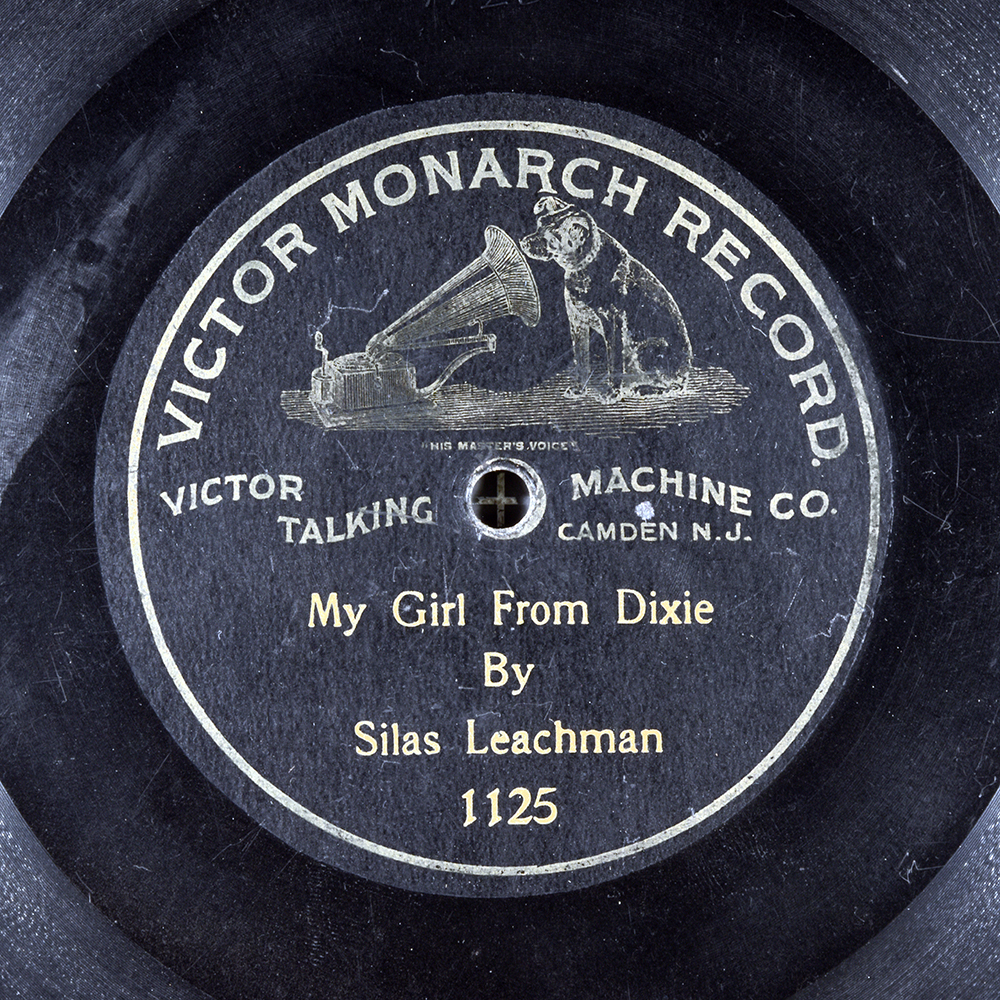 VICTOR MONARCH RECORD.
"HIS MASTER'S VOICE"
VICTOR TALKING MACHINE CO.
CAMDEN N.J.
My Girl From Dixie
By
Silas Leachman
1125